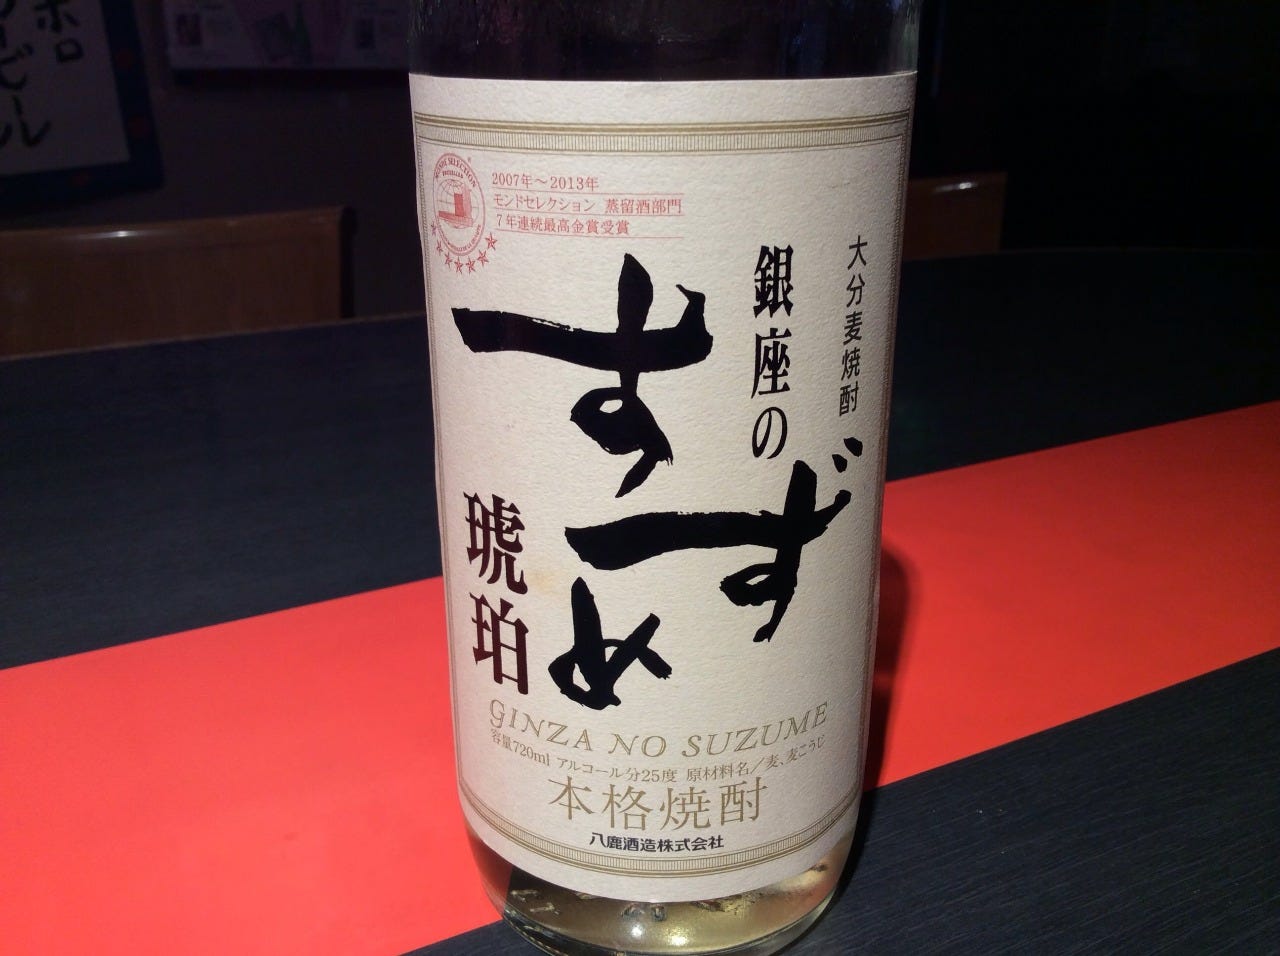 2007年～2013年
モンドセレクション 蒸留酒部門
7年連続最高金賞受賞
大分麦焼酎
銀座の
すずめ
琥珀
GINZA NO SUZUME
容量720ml アルコール分25度 原材料名／麦、麦こうじ
本格焼酎
八鹿酒造株式会社